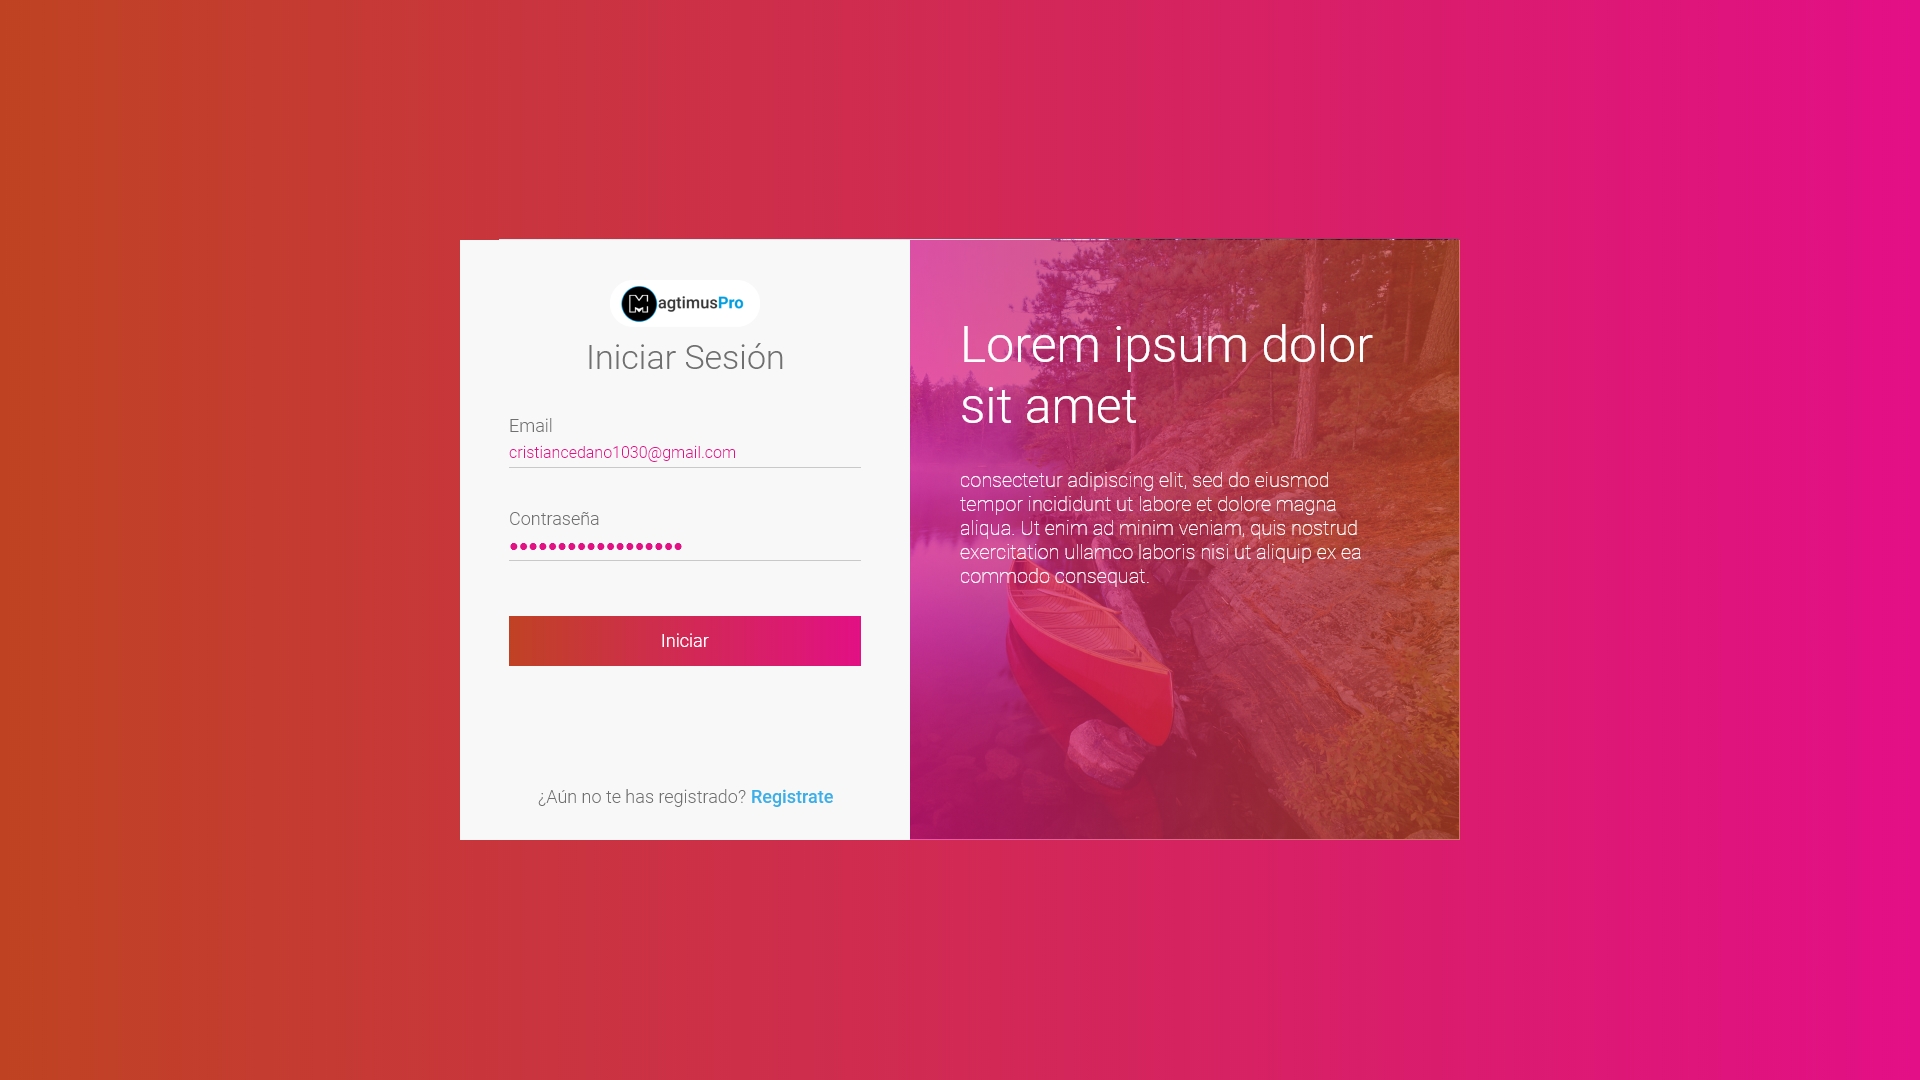 MagtimusPro
Iniciar Sesión
Email
cristiancedano1030@gmail.com
Contraseña
••••••••••••••••••
Iniciar
¿Aún no te has registrado? Registrate
Lorem ipsum dolor
sit amet
consectetur adipiscing elit, sed do eiusmod
tempor incididunt ut labore et dolore magna
aliqua. Ut enim ad minim veniam, quis nostrud
exercitation ullamco laboris nisi ut aliquip ex ea
commodo consequat.